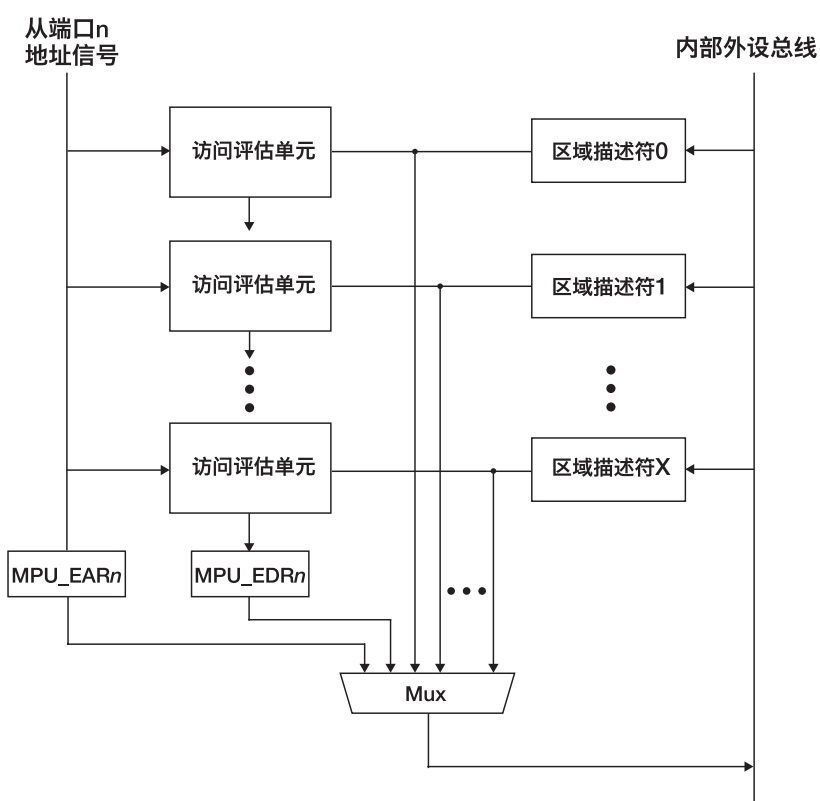 从端口n
地址信号
内部外设总线
访问评估单元
区域描述符0
访问评估单元
区域描述符1
访问评估单元
区域描述符X
MPU_EARn
MPU_EDRn
Mux